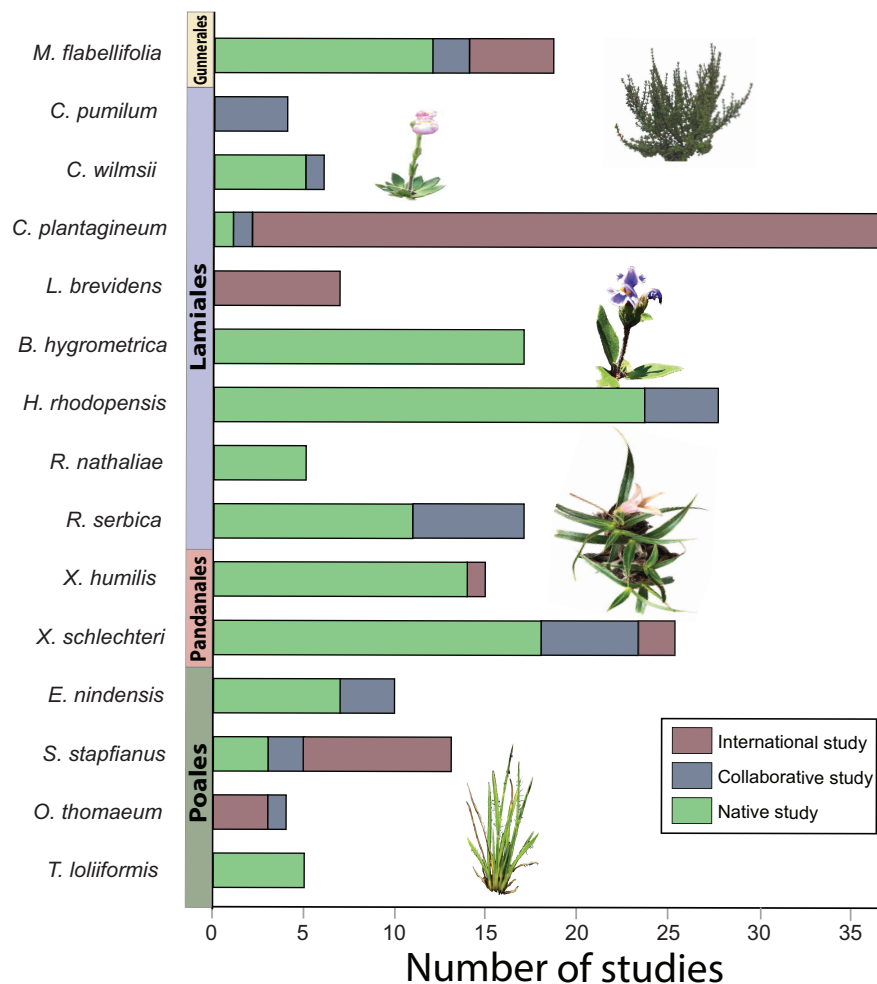 Gunnerales
M. flabellifolia
Lamiales
C. pumilum
C. wilmsii
C. plantagineum
L. brevidens
B. hygrometrica
H. rhodopensis
R. nathaliae
R. serbica
Pandanales
X. humilis
X. schlechteri
Poales
E. nindensis
S. stapfianus
O. thomaeum
T. loliiformis
International study
Collaborative study
Native study
0 5 10 15 20 25 30 35
Number of studies